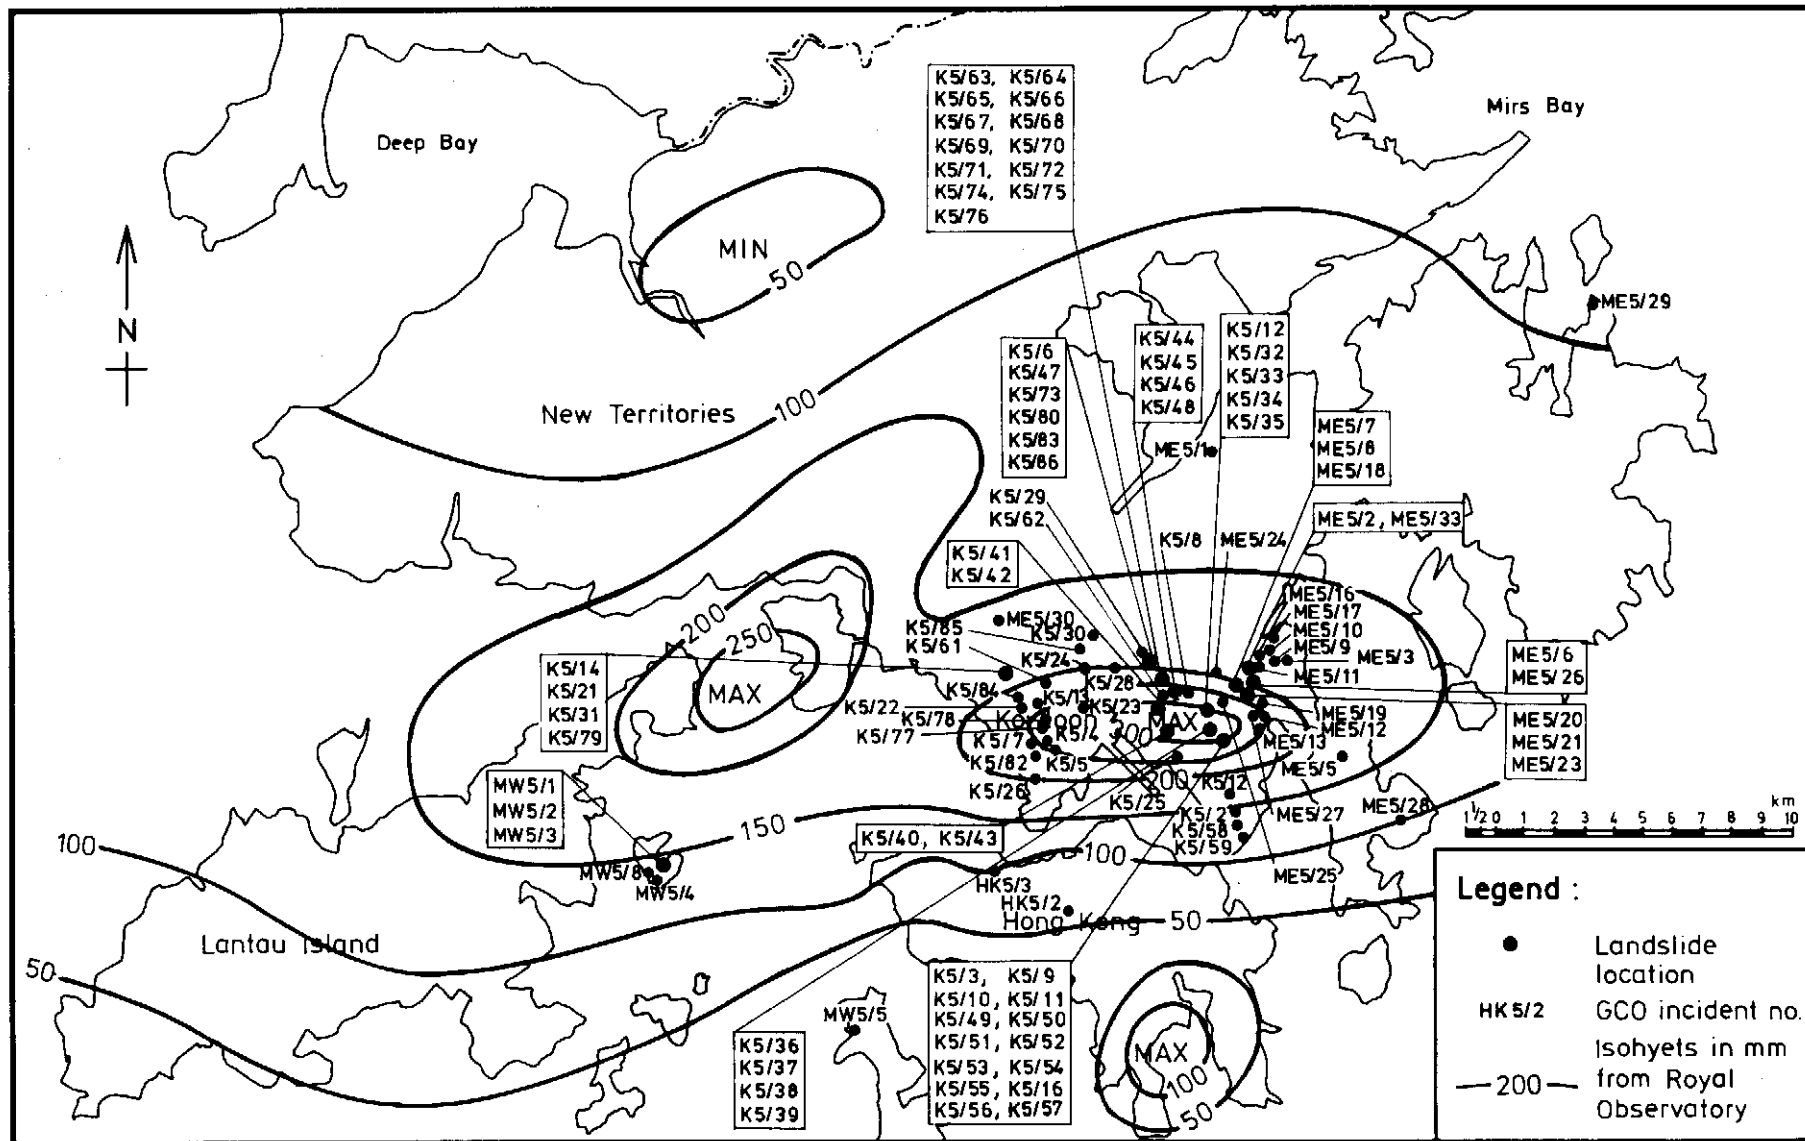 K5/63, K5/64
K5/65, K5/66
K5/67, K5/68
K5/69, K5/70
K5/71, K5/72
K5/74, K5/75
K5/76
Mirs Bay
Deep Bay
MIN
50
N
ME5/29
K5/6
K5/47
K5/73
K5/80
K5/83
K5/86
K5/44
K5/45
K5/46
K5/48
K5/12
K5/32
K5/33
K5/34
K5/35
New Territories
100
ME5/1
ME5/7
ME5/8
ME5/18
K5/29
K5/62
ME5/2, ME5/33
K5/41
K5/42
K5/8
ME5/24
200
250
MAX
ME5/16
ME5/17
ME5/10
ME5/9
ME5/3
ME5/11
ME5/30
K5/85
K5/30
K5/61
K5/24
K5/14
K5/21
K5/31
K5/79
ME5/6
ME5/26
K5/84
K5/13
K5/28
K5/22
K5/23
K5/78
K5/77
Kowloon
MAX
300
ME5/19
ME5/12
ME5/13
ME5/20
ME5/21
ME5/23
K5/7
K5/4
K5/5
K5/82
K5/26
200
K5/25
K5/12
ME5/5
MW5/1
MW5/2
MW5/3
150
K5/2
K5/58
K5/59
ME5/27
ME5/28
km
1/2 0 1 2 3 4 5 6 7 8 9 10
K5/40, K5/43
100
100
MW5/8
MW5/4
HK5/3
HK5/2
Hong Kong
ME5/25
50
Lantau Island
50
MW5/5
K5/36
K5/37
K5/38
K5/39
K5/3, K5/9
K5/10, K5/11
K5/49, K5/50
K5/51, K5/52
K5/53, K5/54
K5/55, K5/16
K5/56, K5/57
MAX
100
50
Legend :
Landslide
location
HK5/2 GCO incident no.
200 Isohyets in mm
from Royal
Observatory